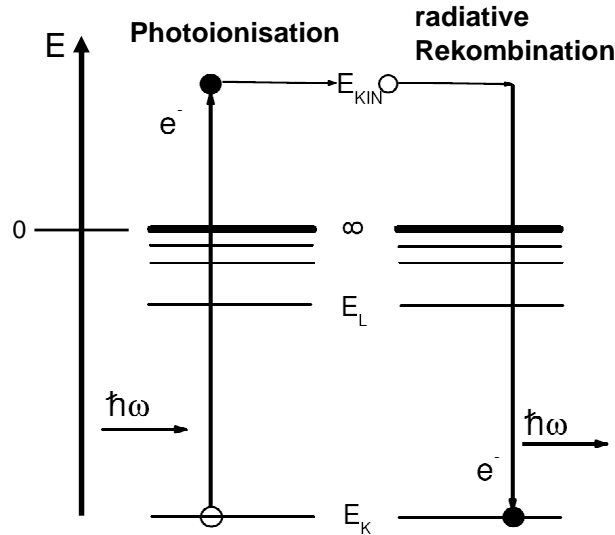 Photoionisation
radiative
Rekombination
E
e⁻
E_KIN
0
∞
E_L
ħω
ħω
e⁻
E_K